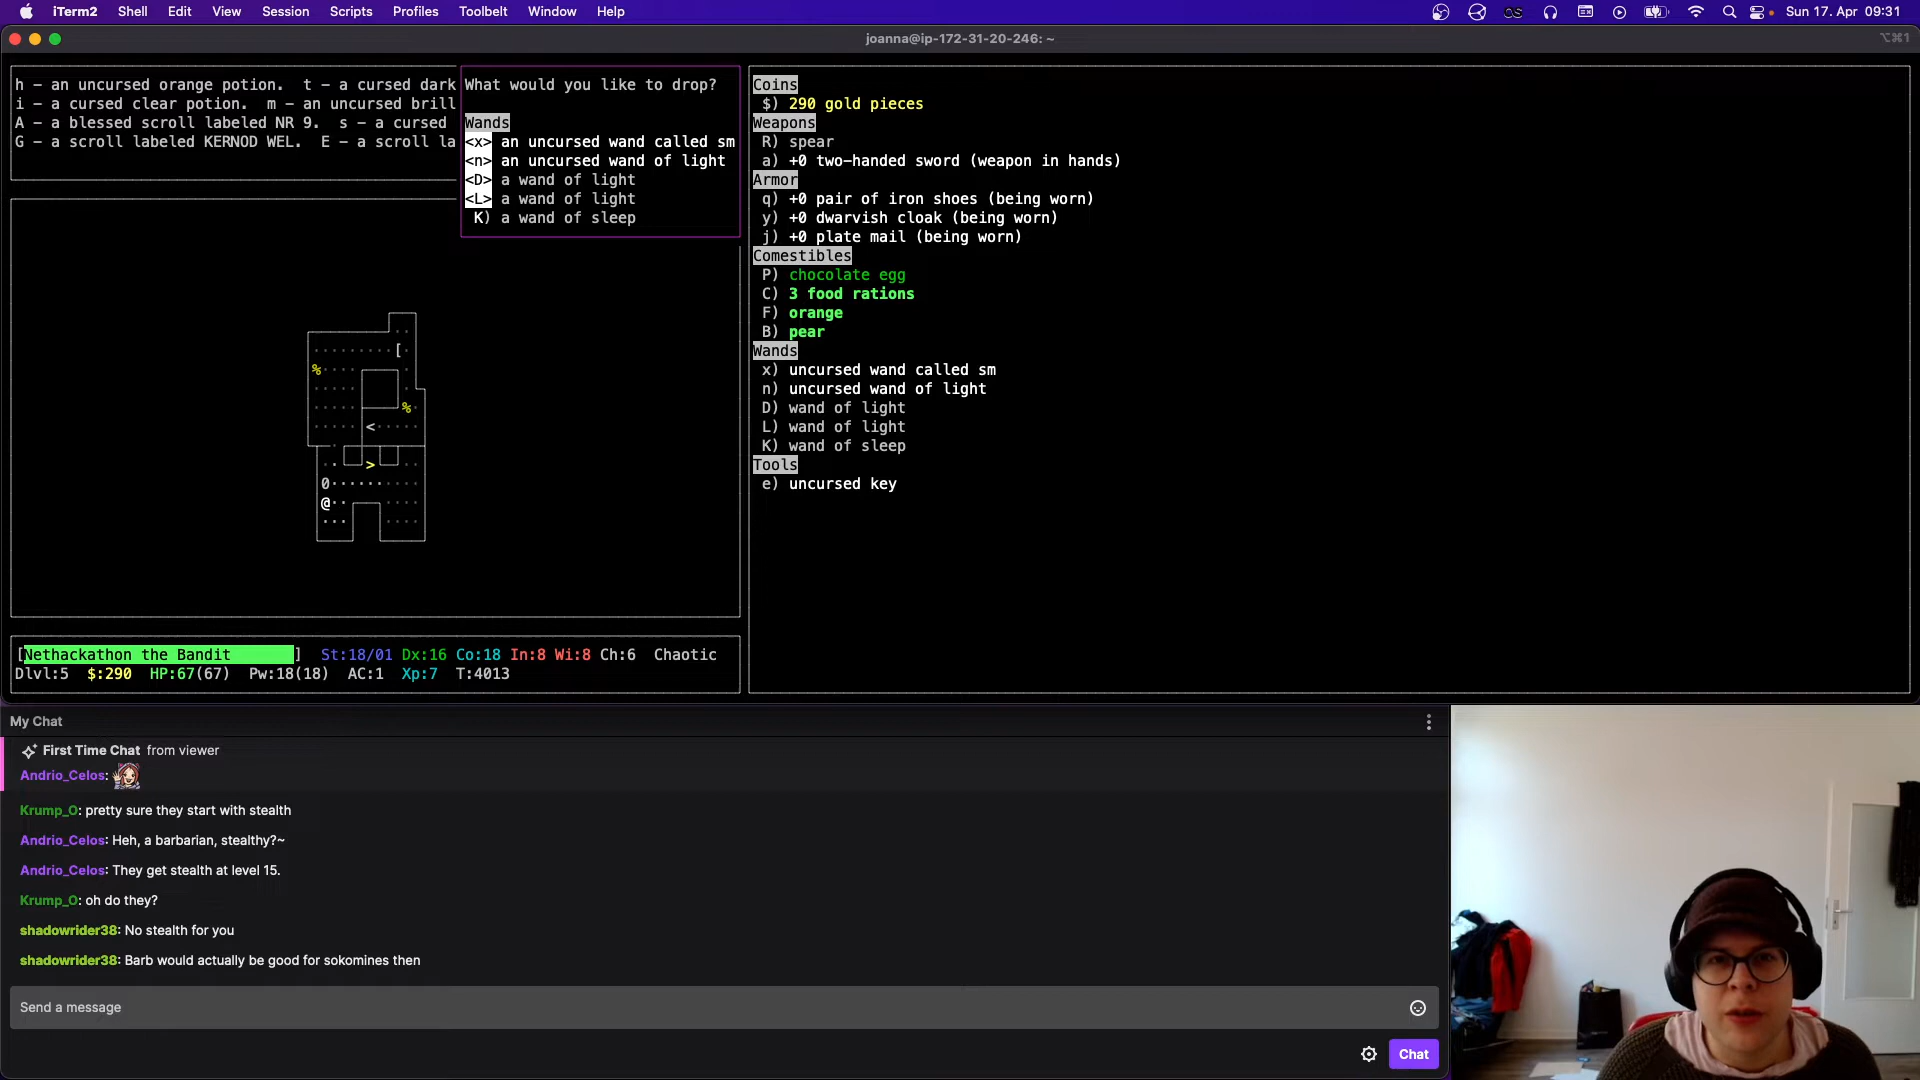 iTerm2 Shell Edit View Session Scripts Profiles Toolbelt Window Help Sun 17. Apr 09:31
joanna@ip-172-31-20-246: ~ ⌥⌘1
h - an uncursed orange potion. t - a cursed dark
i - a cursed clear potion. m - an uncursed brill
A - a blessed scroll labeled NR 9. s - a cursed
G - a scroll labeled KERNOD WEL. E - a scroll la
What would you like to drop?
Wands
<x> an uncursed wand called sm
<n> an uncursed wand of light
<D> a wand of light
<L> a wand of light
K) a wand of sleep
Coins
$) 290 gold pieces
Weapons
R) spear
a) +0 two-handed sword (weapon in hands)
Armor
q) +0 pair of iron shoes (being worn)
y) +0 dwarvish cloak (being worn)
j) +0 plate mail (being worn)
Comestibles
P) chocolate egg
C) 3 food rations
F) orange
B) pear
Wands
x) uncursed wand called sm
n) uncursed wand of light
D) wand of light
L) wand of light
K) wand of sleep
Tools
e) uncursed key
[Nethackathon the Bandit ] St:18/01 Dx:16 Co:18 In:8 Wi:8 Ch:6 Chaotic
Dlvl:5 $:290 HP:67(67) Pw:18(18) AC:1 Xp:7 T:4013
My Chat
First Time Chat from viewer
Andrio_Celos:
Krump_O: pretty sure they start with stealth
Andrio_Celos: Heh, a barbarian, stealthy?~
Andrio_Celos: They get stealth at level 15.
Krump_O: oh do they?
shadowrider38: No stealth for you
shadowrider38: Barb would actually be good for sokomines then
Send a message
Chat